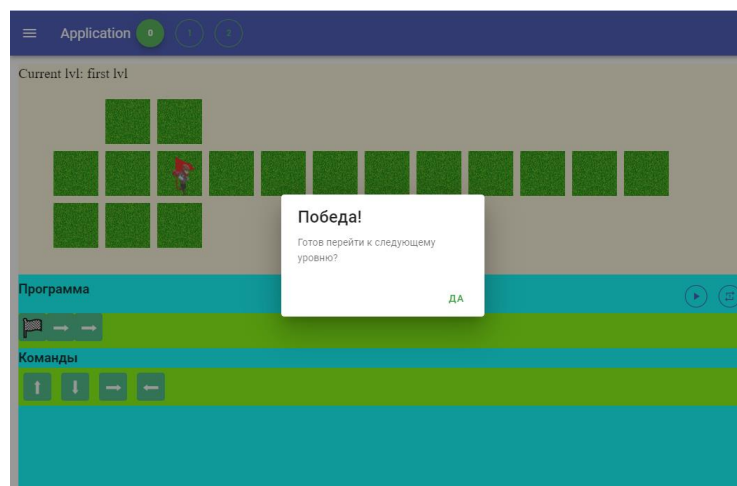 Application 0 1 2
Current lvl: first lvl
Победа!
Готов перейти к следующему
уровню?
ДА
Программа
Команды